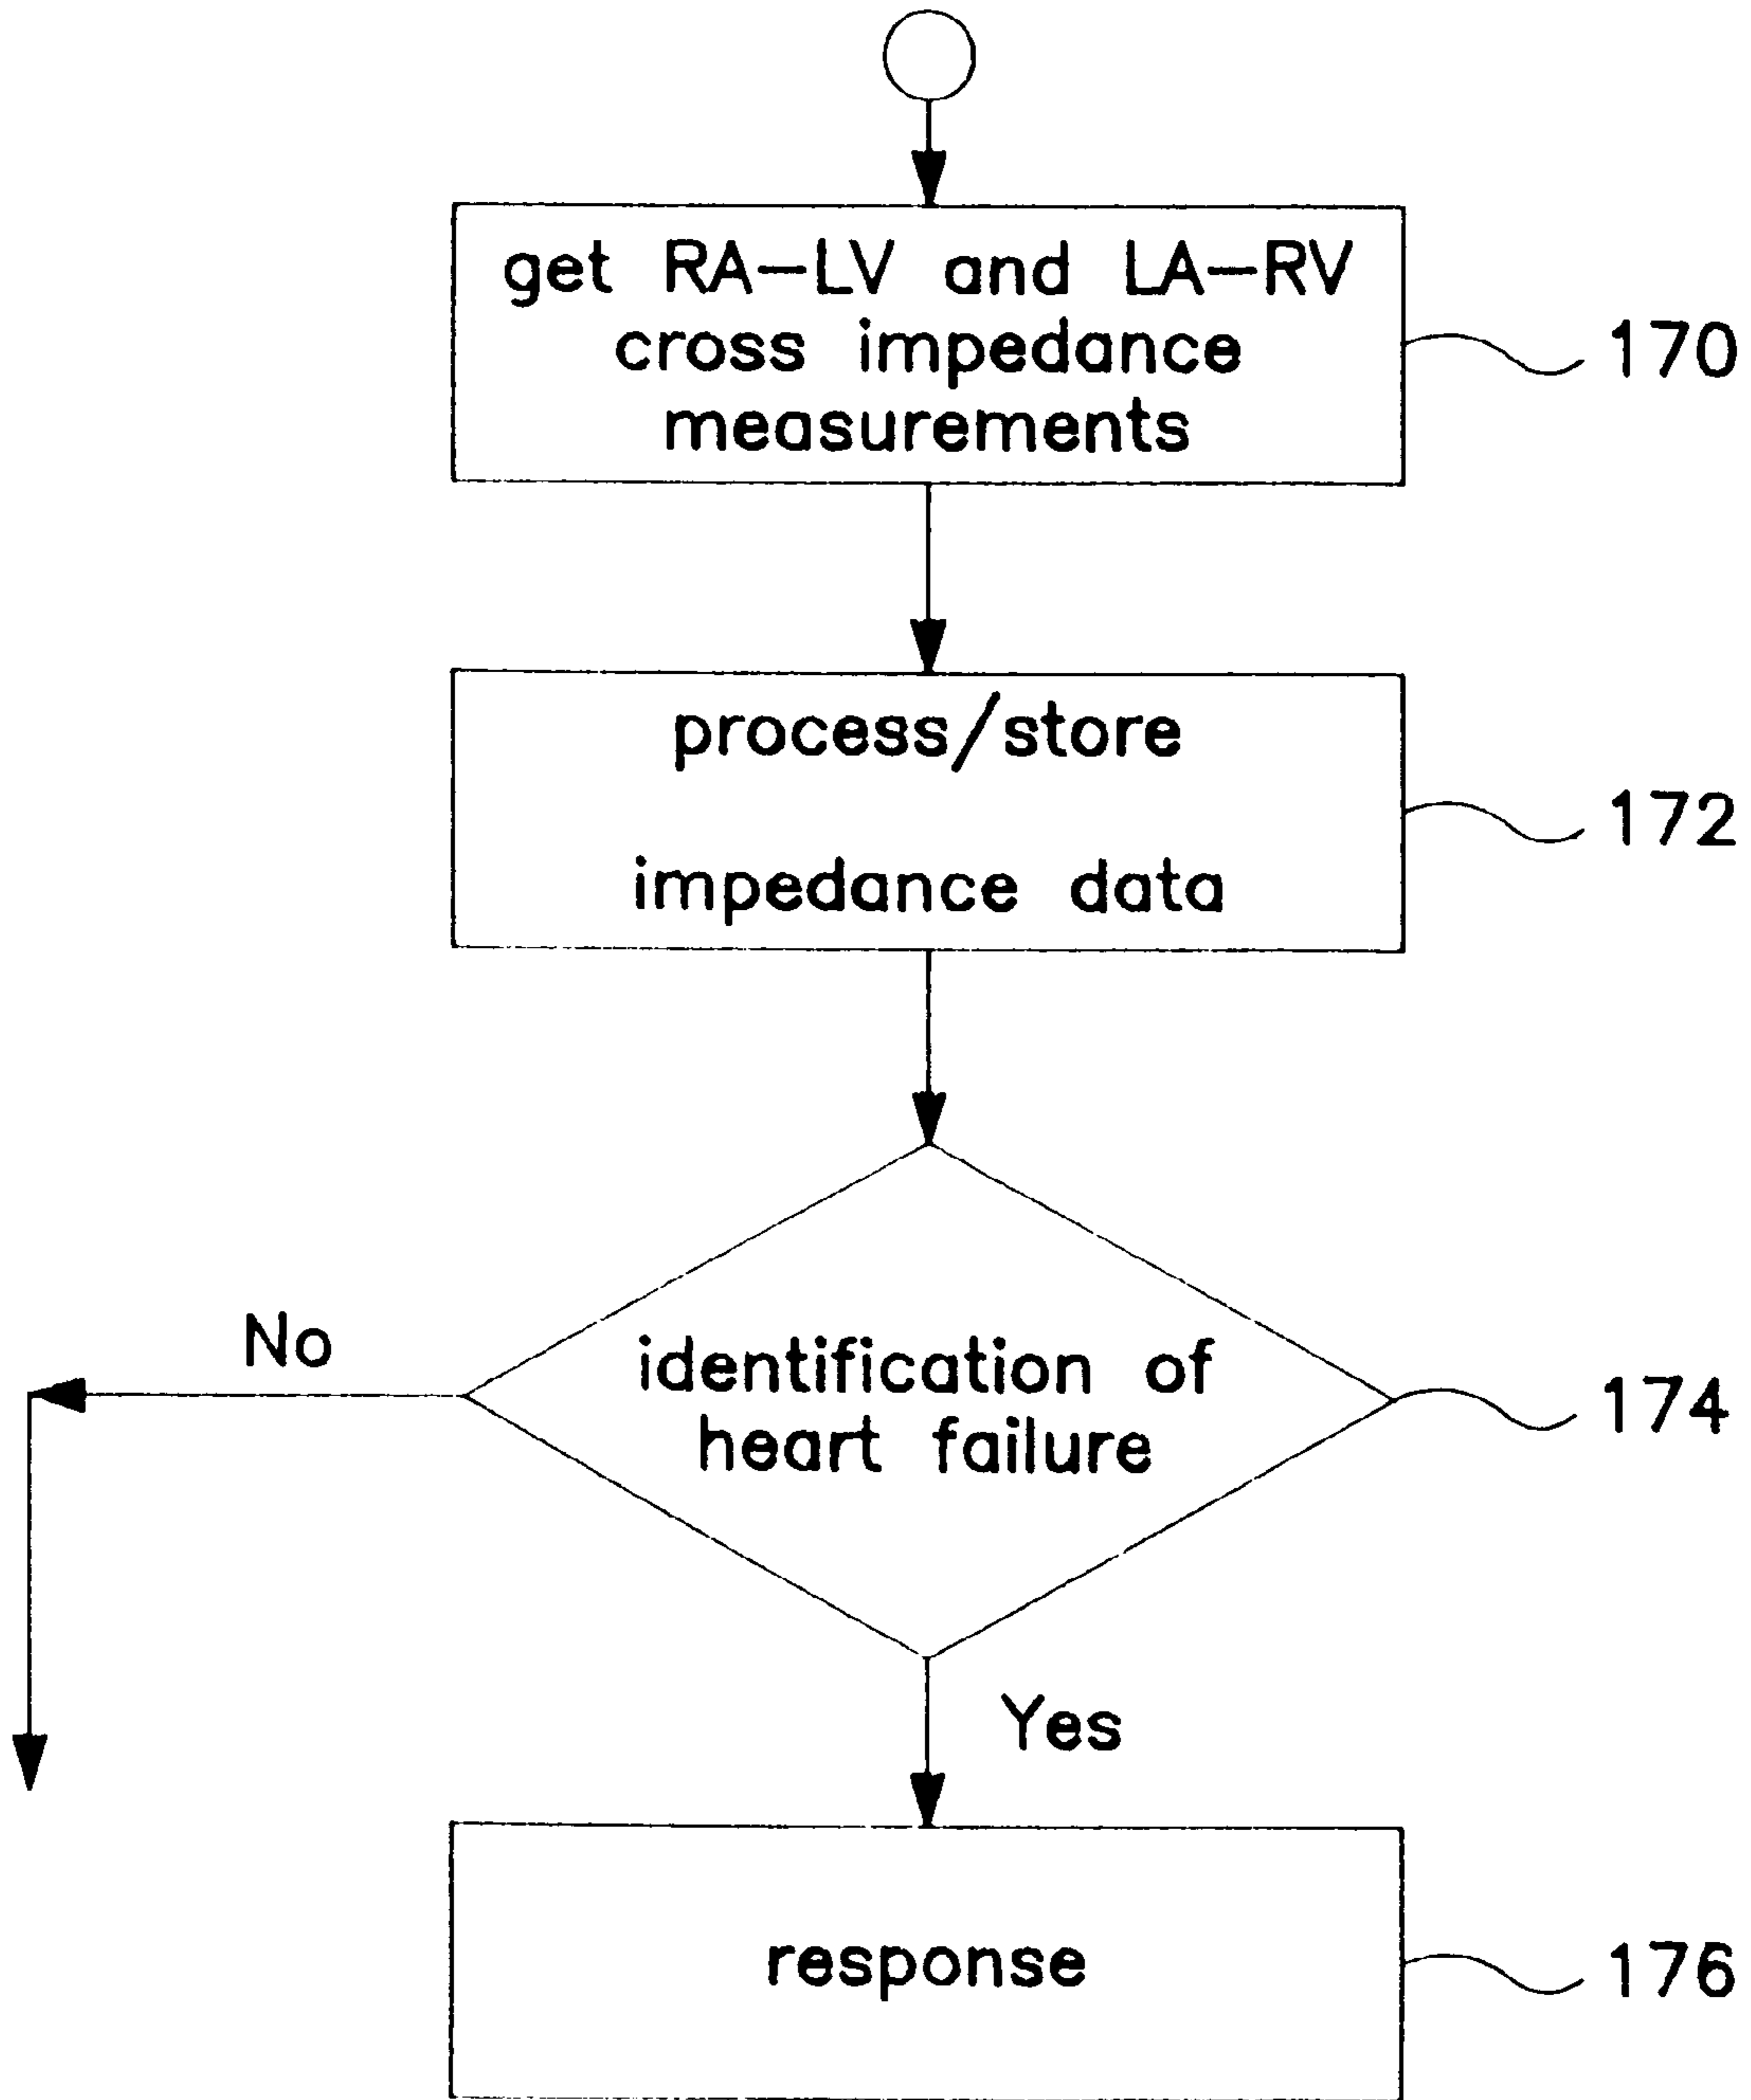 get RA-LV and LA-RV
cross impedance
measurements
170
process/store
impedance data
172
No
identification of
heart failure
174
Yes
response
176